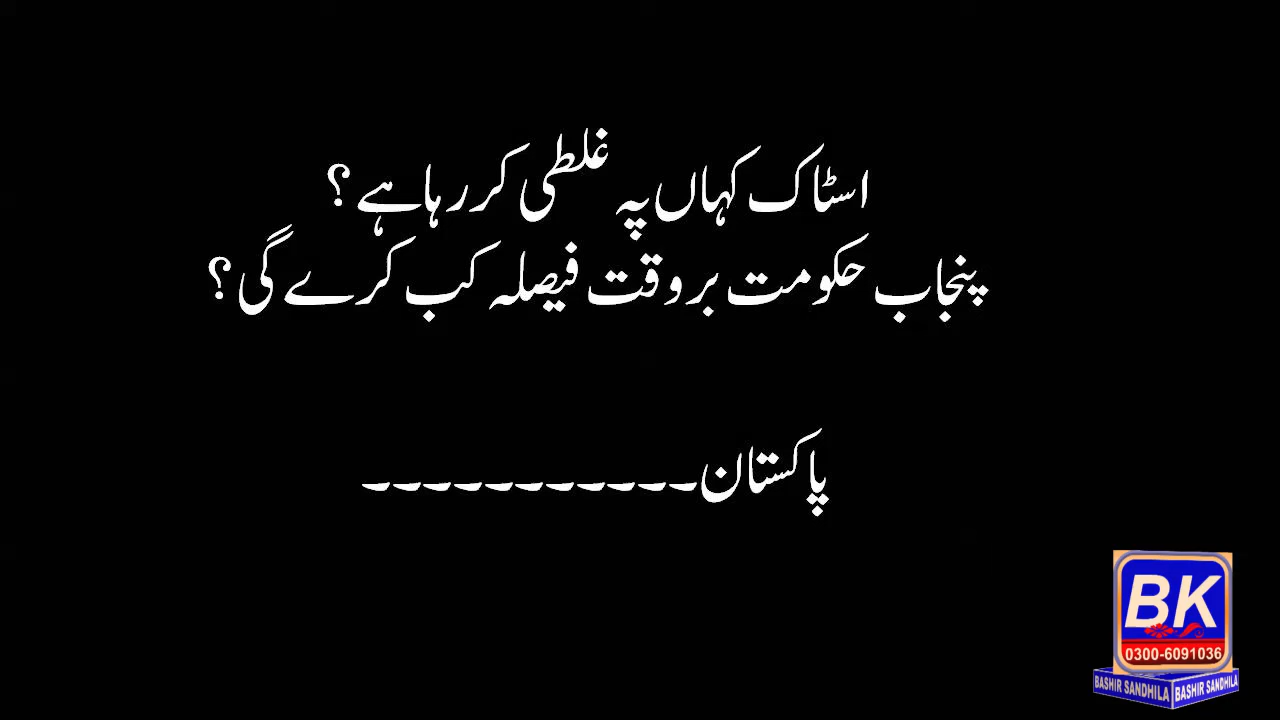 اسٹاک کہاں پہ غلطی کر رہا ہے ؟
پنجاب حکومت بروقت فیصلہ کب کرے گی ؟
پاکستان۔۔۔۔۔۔۔۔۔۔۔
BK
0300-6091036
BASHIR SANDHILA BASHIR SANDHILA